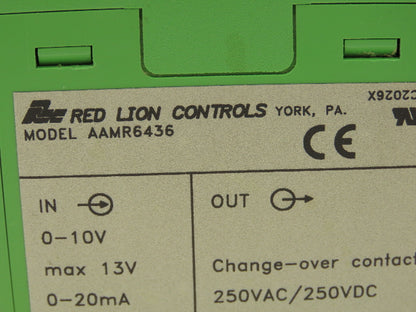 RED LION CONTROLS YORK, PA.
MODEL AAMR6436
CE
C2026X
IN
0-10V
max 13V
0-20mA
OUT
Change-over contact
250VAC/250VDC